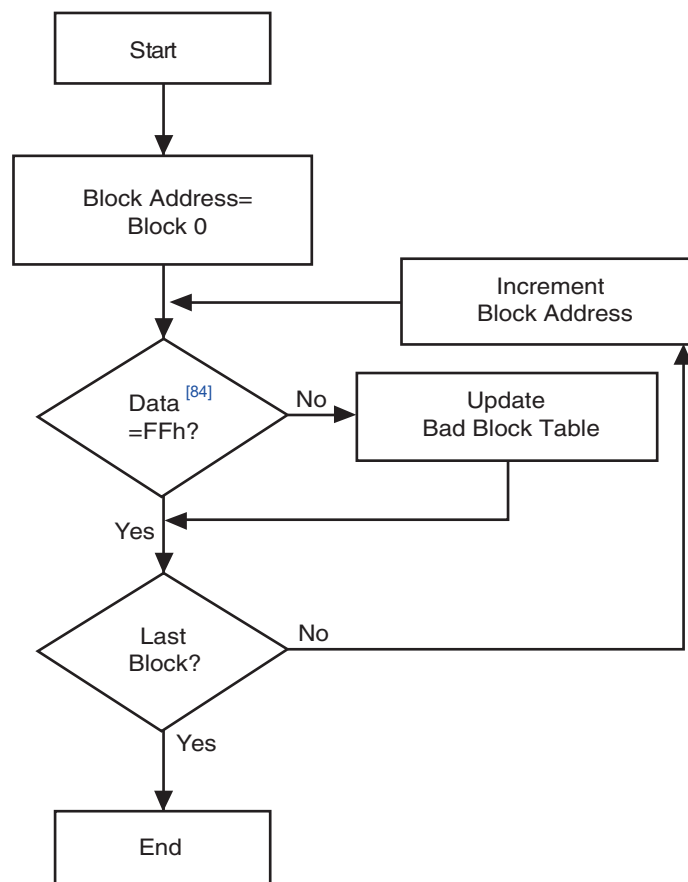 Start
Block Address=
Block 0
Increment
Block Address
Data [84]
=FFh?
No
Update
Bad Block Table
Yes
Last
Block?
No
Yes
End